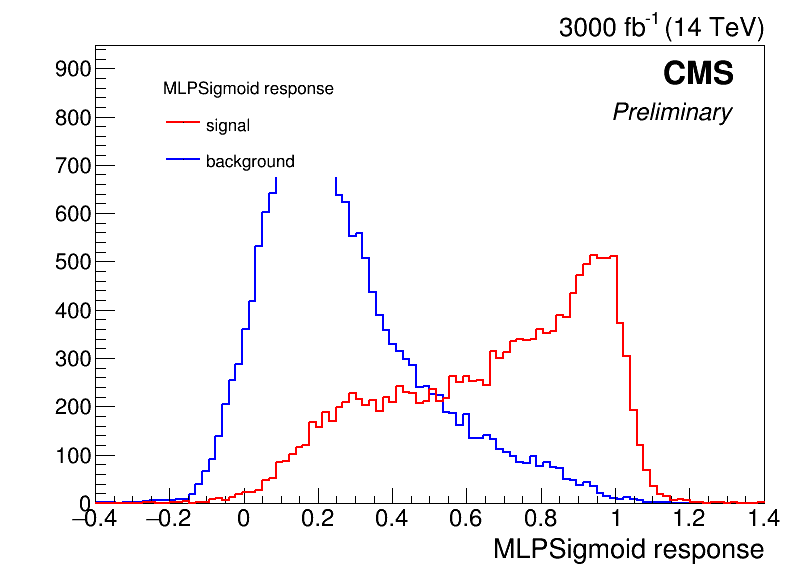 3000 fb⁻¹ (14 TeV)
CMS
Preliminary
MLPSigmoid response
signal
background
900
800
700
600
500
400
300
200
100
0
−0.4 −0.2 0 0.2 0.4 0.6 0.8 1 1.2 1.4
MLPSigmoid response